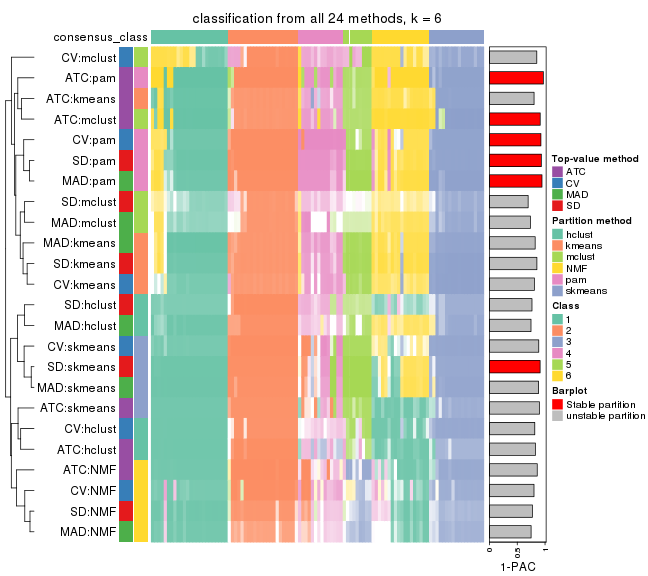 classification from all 24 methods, k = 6
consensus_class
CV:mclust
ATC:pam
ATC:kmeans
ATC:mclust
CV:pam
SD:pam
MAD:pam
SD:mclust
MAD:mclust
MAD:kmeans
SD:kmeans
CV:kmeans
SD:hclust
MAD:hclust
CV:skmeans
SD:skmeans
MAD:skmeans
ATC:skmeans
CV:hclust
ATC:hclust
ATC:NMF
CV:NMF
SD:NMF
MAD:NMF
0
0.5
1
1-PAC
Top-value method
ATC
CV
MAD
SD
Partition method
hclust
kmeans
mclust
NMF
pam
skmeans
Class
1
2
3
4
5
6
Barplot
Stable partition
unstable partition